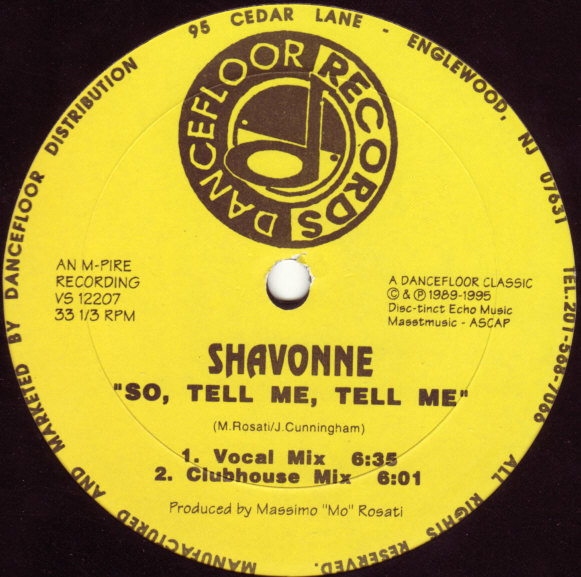 MANUFACTURED AND MARKETED BY DANCEFLOOR DISTRIBUTION 95 CEDAR LANE - ENGLEWOOD, NJ 07631 TEL. 201-568-7066 ALL RIGHTS RESERVED.
DANCEFLOOR RECORDS
AN M-PIRE
RECORDING
VS 12207
33 1/3 RPM
A DANCEFLOOR CLASSIC
© & ℗ 1989-1995
Disc-tinct Echo Music
Masstmusic - ASCAP
SHAVONNE
"SO, TELL ME, TELL ME"
(M.Rosati/J.Cunningham)
1. Vocal Mix 6:35
2. Clubhouse Mix 6:01
Produced by Massimo "Mo" Rosati